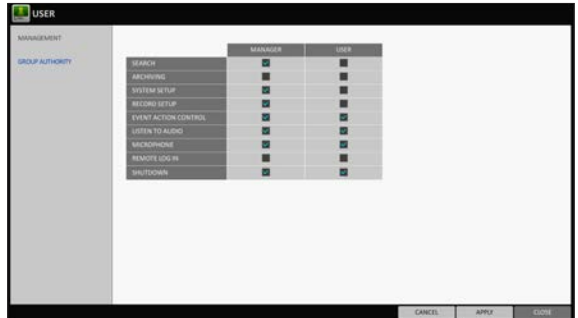 USER
MANAGEMENT
GROUP AUTHORITY
MANAGER USER
SEARCH
ARCHIVING
SYSTEM SETUP
RECORD SETUP
EVENT ACTION CONTROL
LISTEN TO AUDIO
MICROPHONE
REMOTE LOG IN
SHUTDOWN
CANCEL APPLY CLOSE